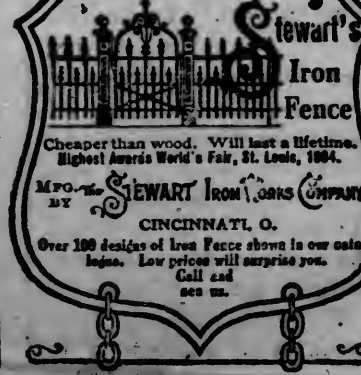 Stewart's
Iron
Fence
Cheaper than wood. Will last a lifetime.
Highest Awards World's Fair, St. Louis, 1904.
MFG. The STEWART IRON WORKS COMPANY
BY
CINCINNATI, O.
Over 100 designs of Iron Fence shown in our cata
logue. Low prices will surprise you.
Call and
see us.